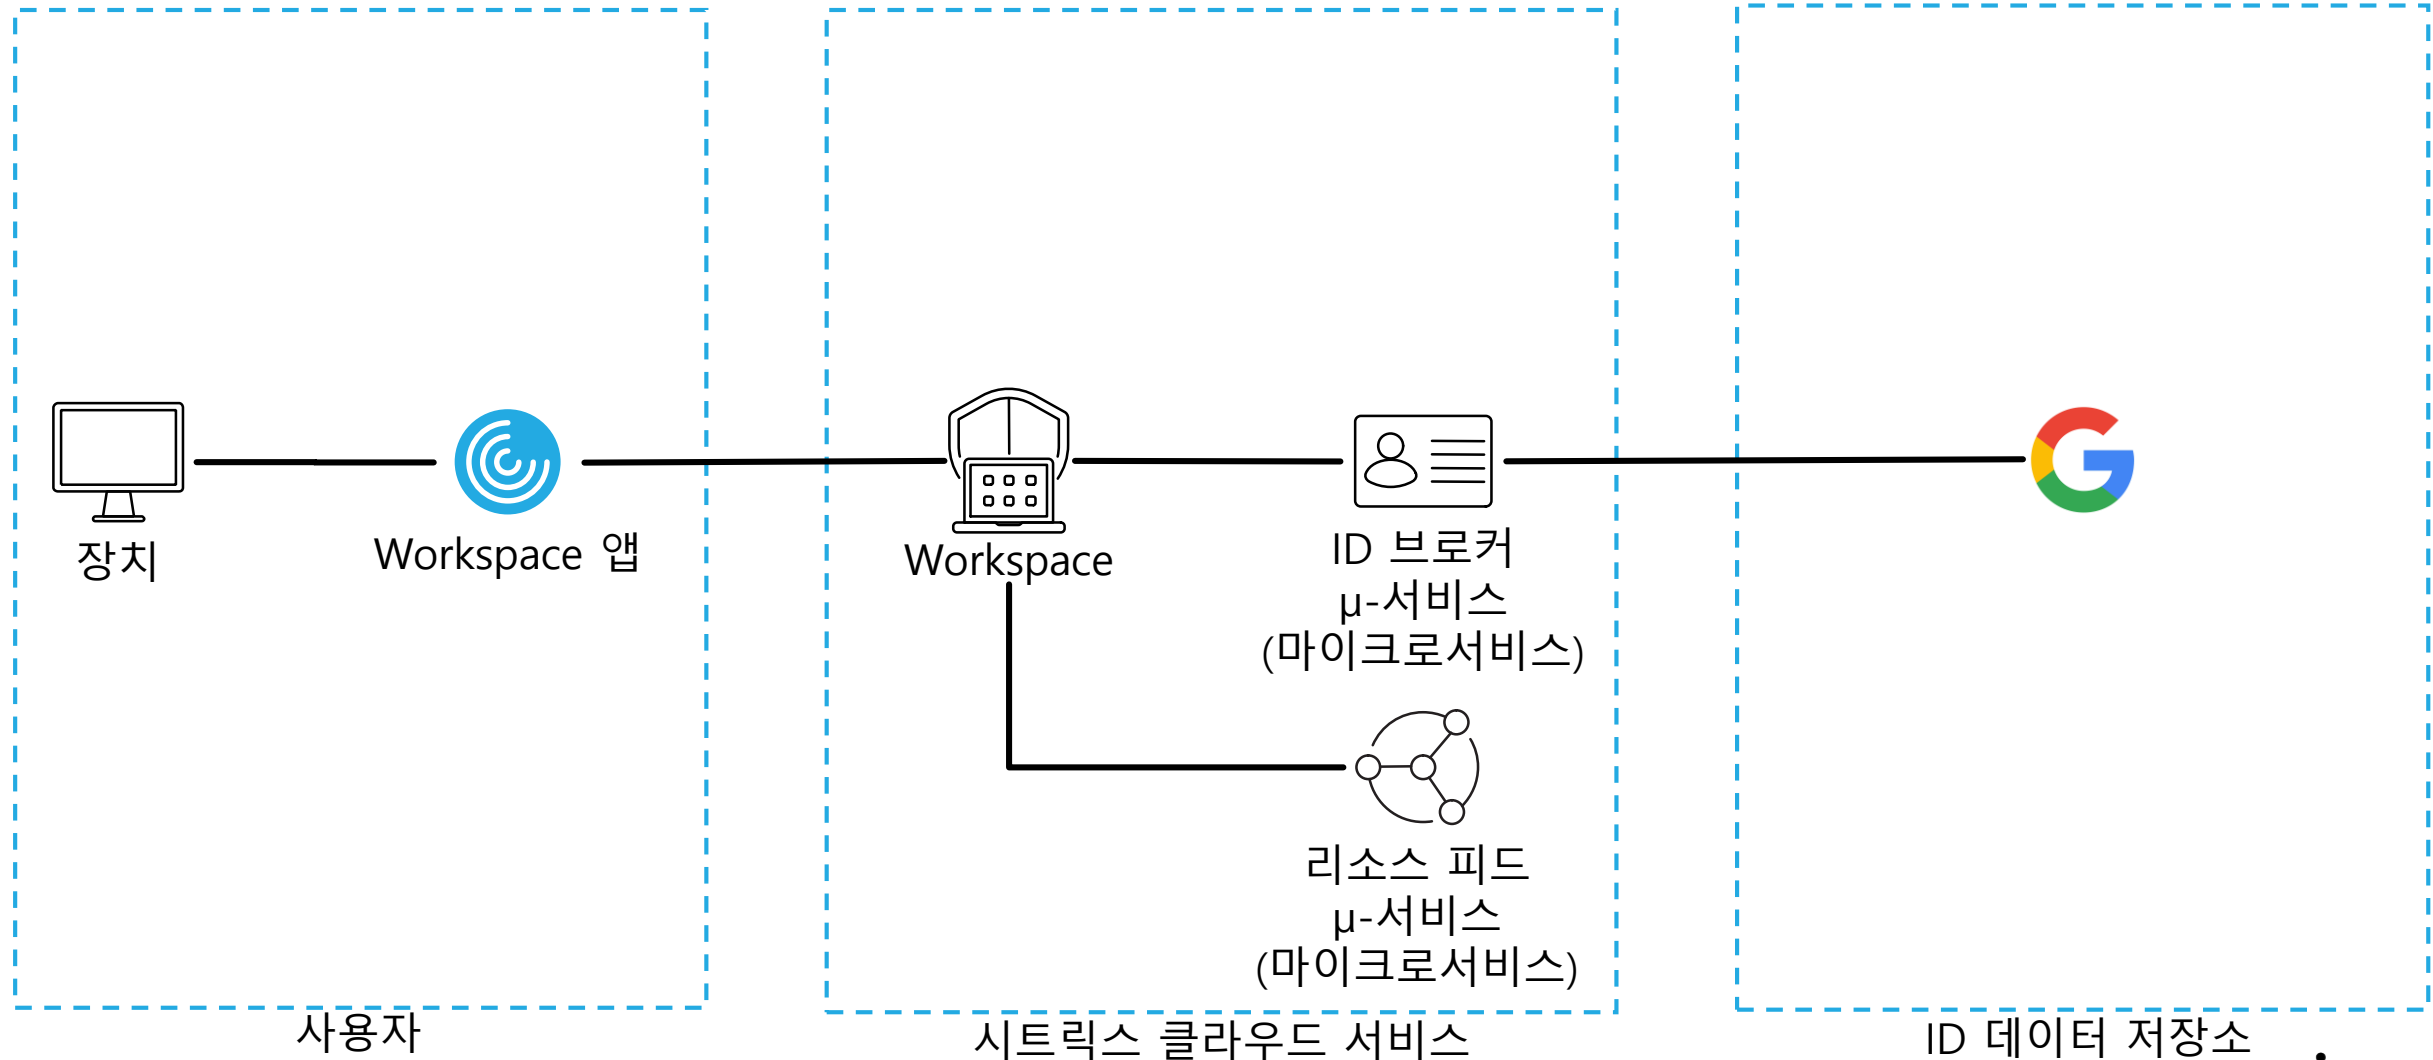 장치
Workspace 앱
Workspace
ID 브로커
μ-서비스
(마이크로서비스)
리소스 피드
μ-서비스
(마이크로서비스)
사용자
시트릭스 클라우드 서비스
ID 데이터 저장소
.